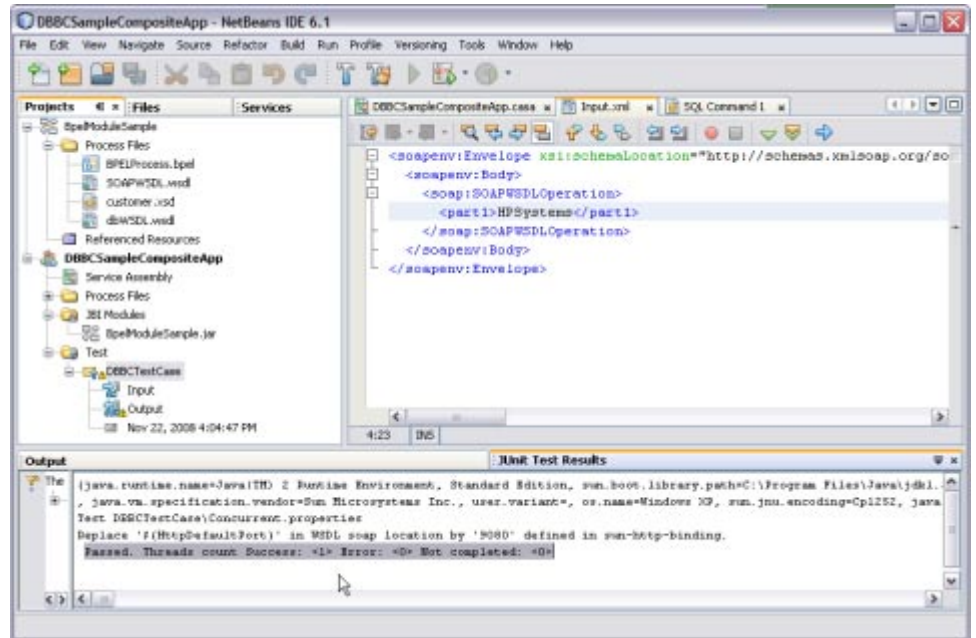 DBBCSampleCompositeApp - NetBeans IDE 6.1
File Edit View Navigate Source Refactor Build Run Profile Versioning Tools Window Help
Projects Files Services
DBBCSampleCompositeApp.casa Input.xml SQL Command 1
BpelModuleSample
Process Files
BPELProcess.bpel
SOAPWSDL.wsdl
customer.xsd
dbWSDL.wsdl
Referenced Resources
DBBCSampleCompositeApp
Service Assembly
Process Files
JBI Modules
BpelModuleSample.jar
Test
DBBCTestCase
Input
Output
Nov 22, 2008 4:04:47 PM
<soapenv:Envelope xsi:schemaLocation="http://schemas.xmlsoap.org/so
<soapenv:Body>
<soap:SOAPWSDLOperation>
<part1>HPSystems</part1>
</soap:SOAPWSDLOperation>
</soapenv:Body>
</soapenv:Envelope>
4:23 INS
Output JUnit Test Results
The
(java.runtime.name=Java(TM) 2 Runtime Environment, Standard Edition, sun.boot.library.path=C:\Program Files\Java\jdk1.
, java.vm.specification.vendor=Sun Microsystems Inc., user.variant=, os.name=Windows XP, sun.jnu.encoding=Cp1252, java
Test DBBCTestCase\Concurrent.properties
Replace '$(HttpDefaultPort)' in WSDL soap location by '9080' defined in sun-http-binding.
Passed. Threads count Success: <1> Error: <0> Not completed: <0>